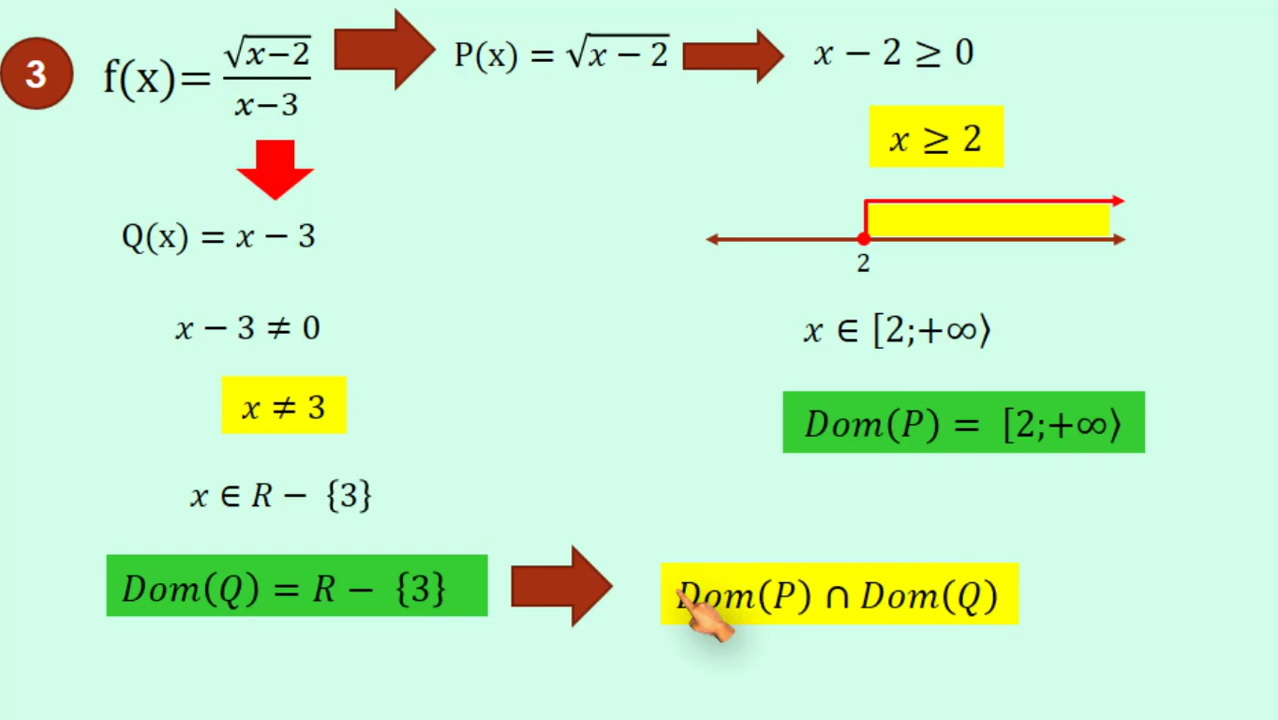 3
f(x)= √x−2 / x−3
P(x) = √x − 2
x − 2 ≥ 0
x ≥ 2
2
x ∈ [2;+∞⟩
Dom(P) = [2;+∞⟩
Q(x) = x − 3
x − 3 ≠ 0
x ≠ 3
x ∈ R − {3}
Dom(Q) = R − {3}
Dom(P) ∩ Dom(Q)